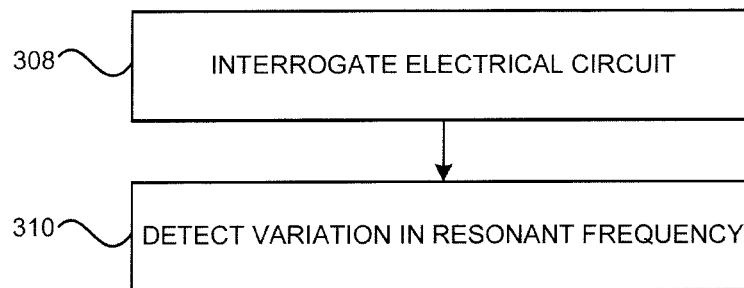 308
INTERROGATE ELECTRICAL CIRCUIT
310
DETECT VARIATION IN RESONANT FREQUENCY